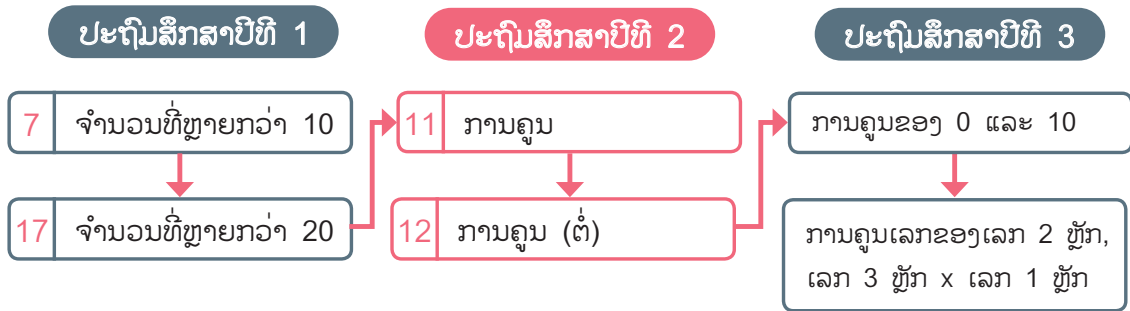 ປະຖົມສຶກສາປີທີ 1
7 ຈຳນວນທີ່ຫຼາຍກວ່າ 10
17 ຈຳນວນທີ່ຫຼາຍກວ່າ 20
ປະຖົມສຶກສາປີທີ 2
11 ການຄູນ
12 ການຄູນ (ຕໍ່)
ປະຖົມສຶກສາປີທີ 3
ການຄູນຂອງ 0 ແລະ 10
ການຄູນເລກຂອງເລກ 2 ຫຼັກ,
ເລກ 3 ຫຼັກ x ເລກ 1 ຫຼັກ